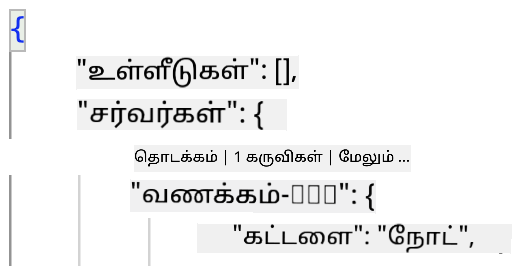 {
"உள்ளீடுகள்": [],
"சர்வர்கள்": {
தொடக்கம் | 1 கருவிகள் | மேலும் ...
"வணக்கம்-□□□": {
"கட்டளை": "நோட்",